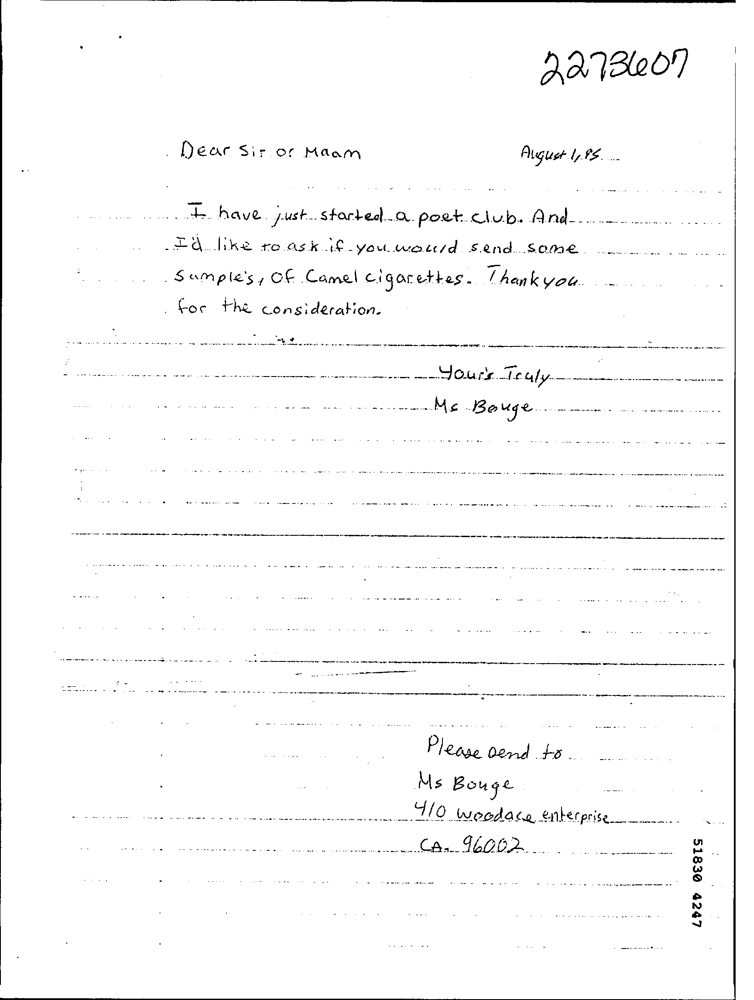 2273607
Dear Sir or Maam August 1, 95.
I have just started a poet club. And
I'd like to ask if you would send some
Sample's, Of Camel cigarettes. Thank you
for the consideration.
Your's Truly
Ms Bouge
Please send to
Ms Bouge
410 woodace enterprise
CA. 96002
51830 4247